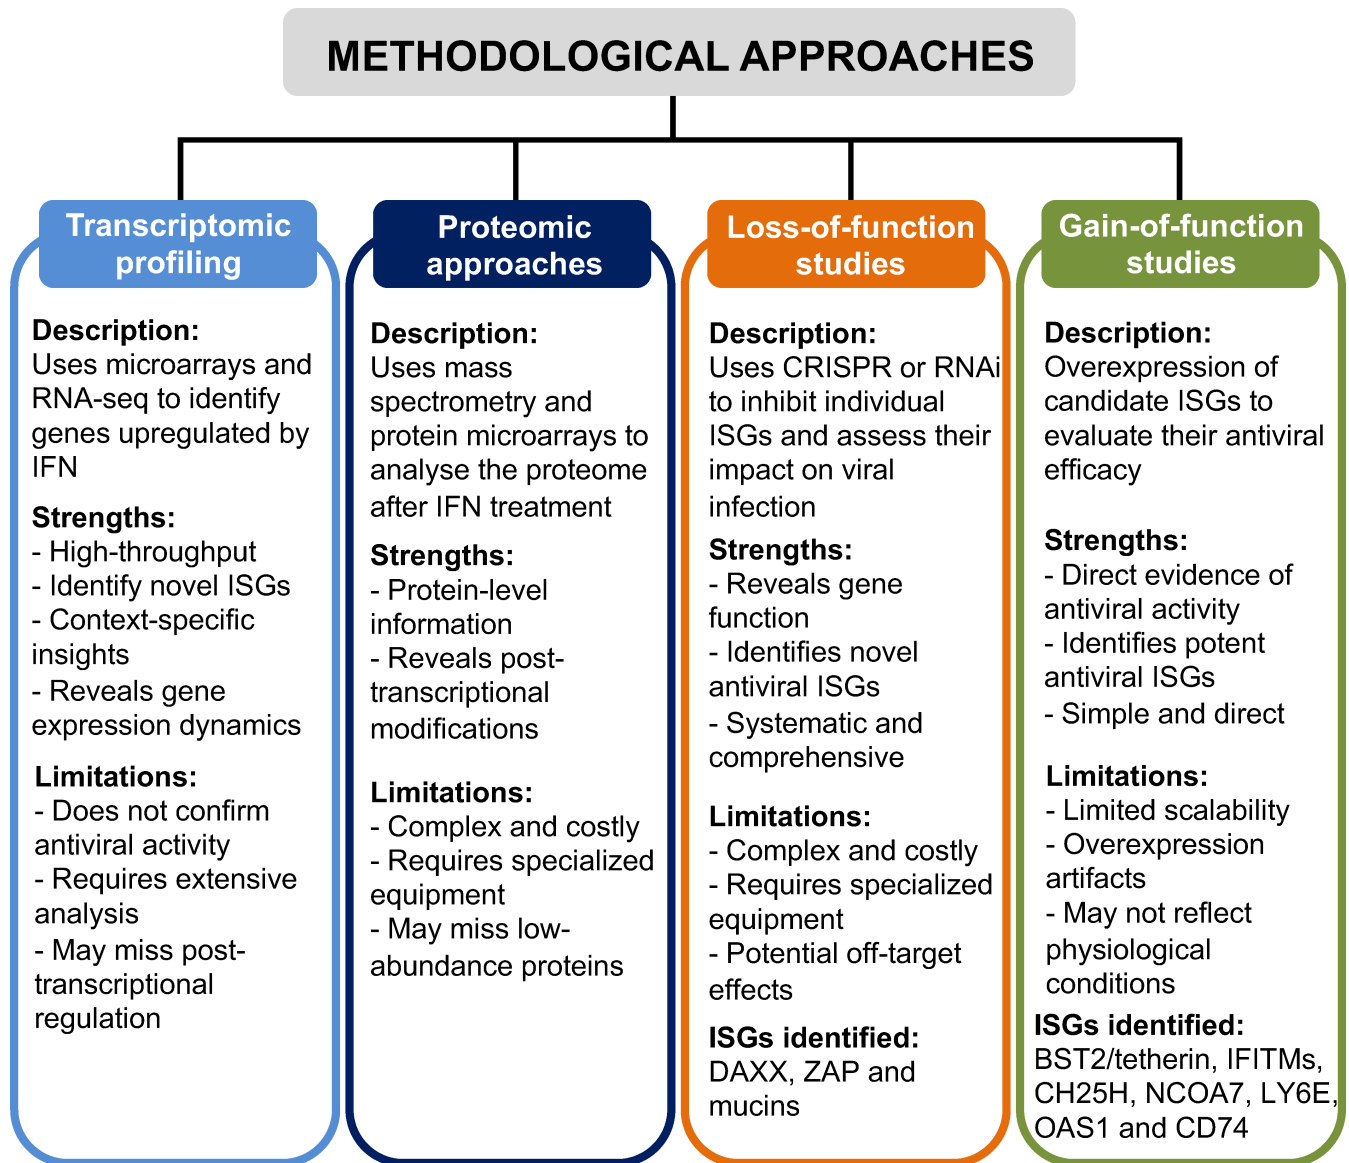 METHODOLOGICAL APPROACHES
Transcriptomic
profiling
Description:
Uses microarrays and
RNA-seq to identify
genes upregulated by
IFN
Strengths:
- High-throughput
- Identify novel ISGs
- Context-specific
insights
- Reveals gene
expression dynamics
Limitations:
- Does not confirm
antiviral activity
- Requires extensive
analysis
- May miss post-
transcriptional
regulation
Proteomic
approaches
Description:
Uses mass
spectrometry and
protein microarrays to
analyse the proteome
after IFN treatment
Strengths:
- Protein-level
information
- Reveals post-
transcriptional
modifications
Limitations:
- Complex and costly
- Requires specialized
equipment
- May miss low-
abundance proteins
Loss-of-function
studies
Description:
Uses CRISPR or RNAi
to inhibit individual
ISGs and assess their
impact on viral
infection
Strengths:
- Reveals gene
function
- Identifies novel
antiviral ISGs
- Systematic and
comprehensive
Limitations:
- Complex and costly
- Requires specialized
equipment
- Potential off-target
effects
ISGs identified:
DAXX, ZAP and
mucins
Gain-of-function
studies
Description:
Overexpression of
candidate ISGs to
evaluate their antiviral
efficacy
Strengths:
- Direct evidence of
antiviral activity
- Identifies potent
antiviral ISGs
- Simple and direct
Limitations:
- Limited scalability
- Overexpression
artifacts
- May not reflect
physiological
conditions
ISGs identified:
BST2/tetherin, IFITMs,
CH25H, NCOA7, LY6E,
OAS1 and CD74